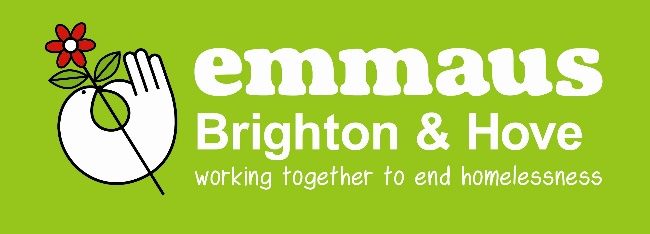 emmaus
Brighton & Hove
working together to end homelessness